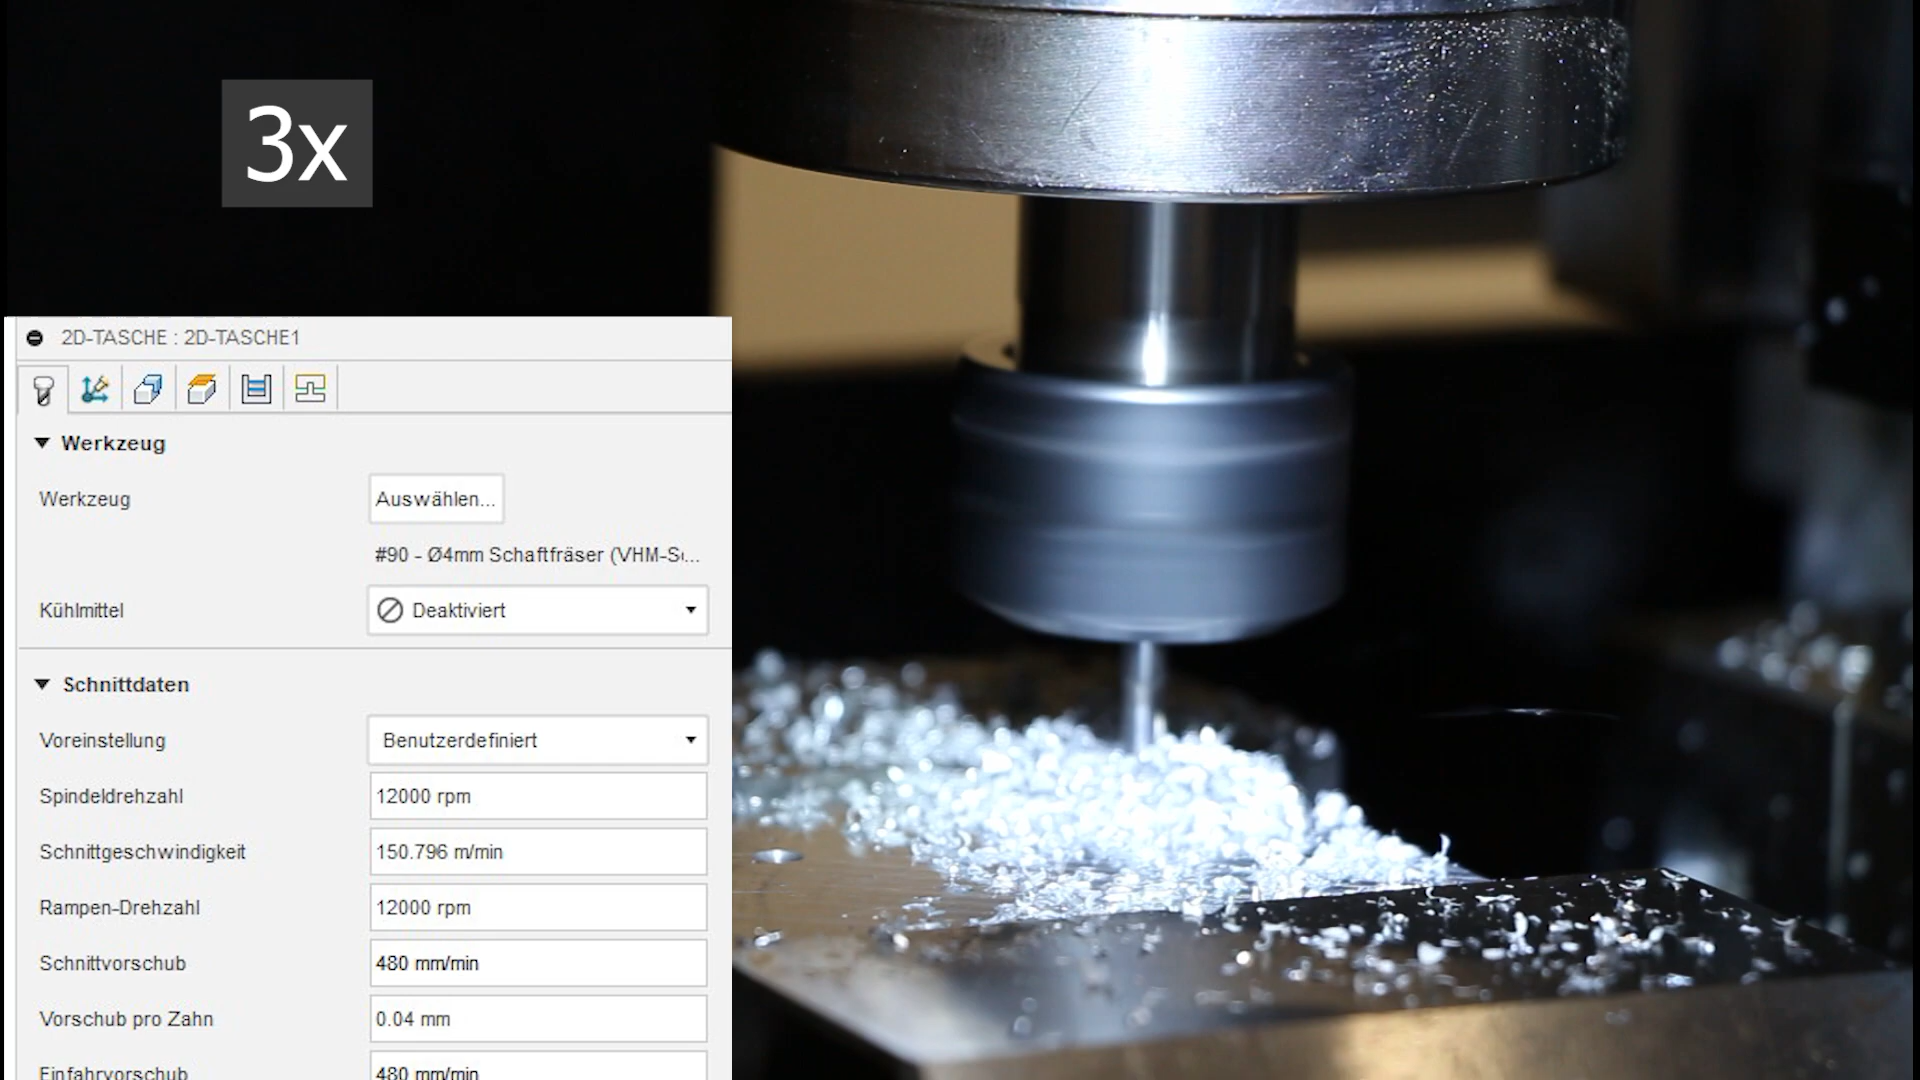 3x
2D-TASCHE : 2D-TASCHE1
Werkzeug
Werkzeug
Auswählen...
#90 - Ø4mm Schaftfräser (VHM-S...
Kühlmittel
Deaktiviert
Schnittdaten
Voreinstellung
Benutzerdefiniert
Spindeldrehzahl
12000 rpm
Schnittgeschwindigkeit
150.796 m/min
Rampen-Drehzahl
12000 rpm
Schnittvorschub
480 mm/min
Vorschub pro Zahn
0.04 mm
Einfahrvorschub
480 mm/min